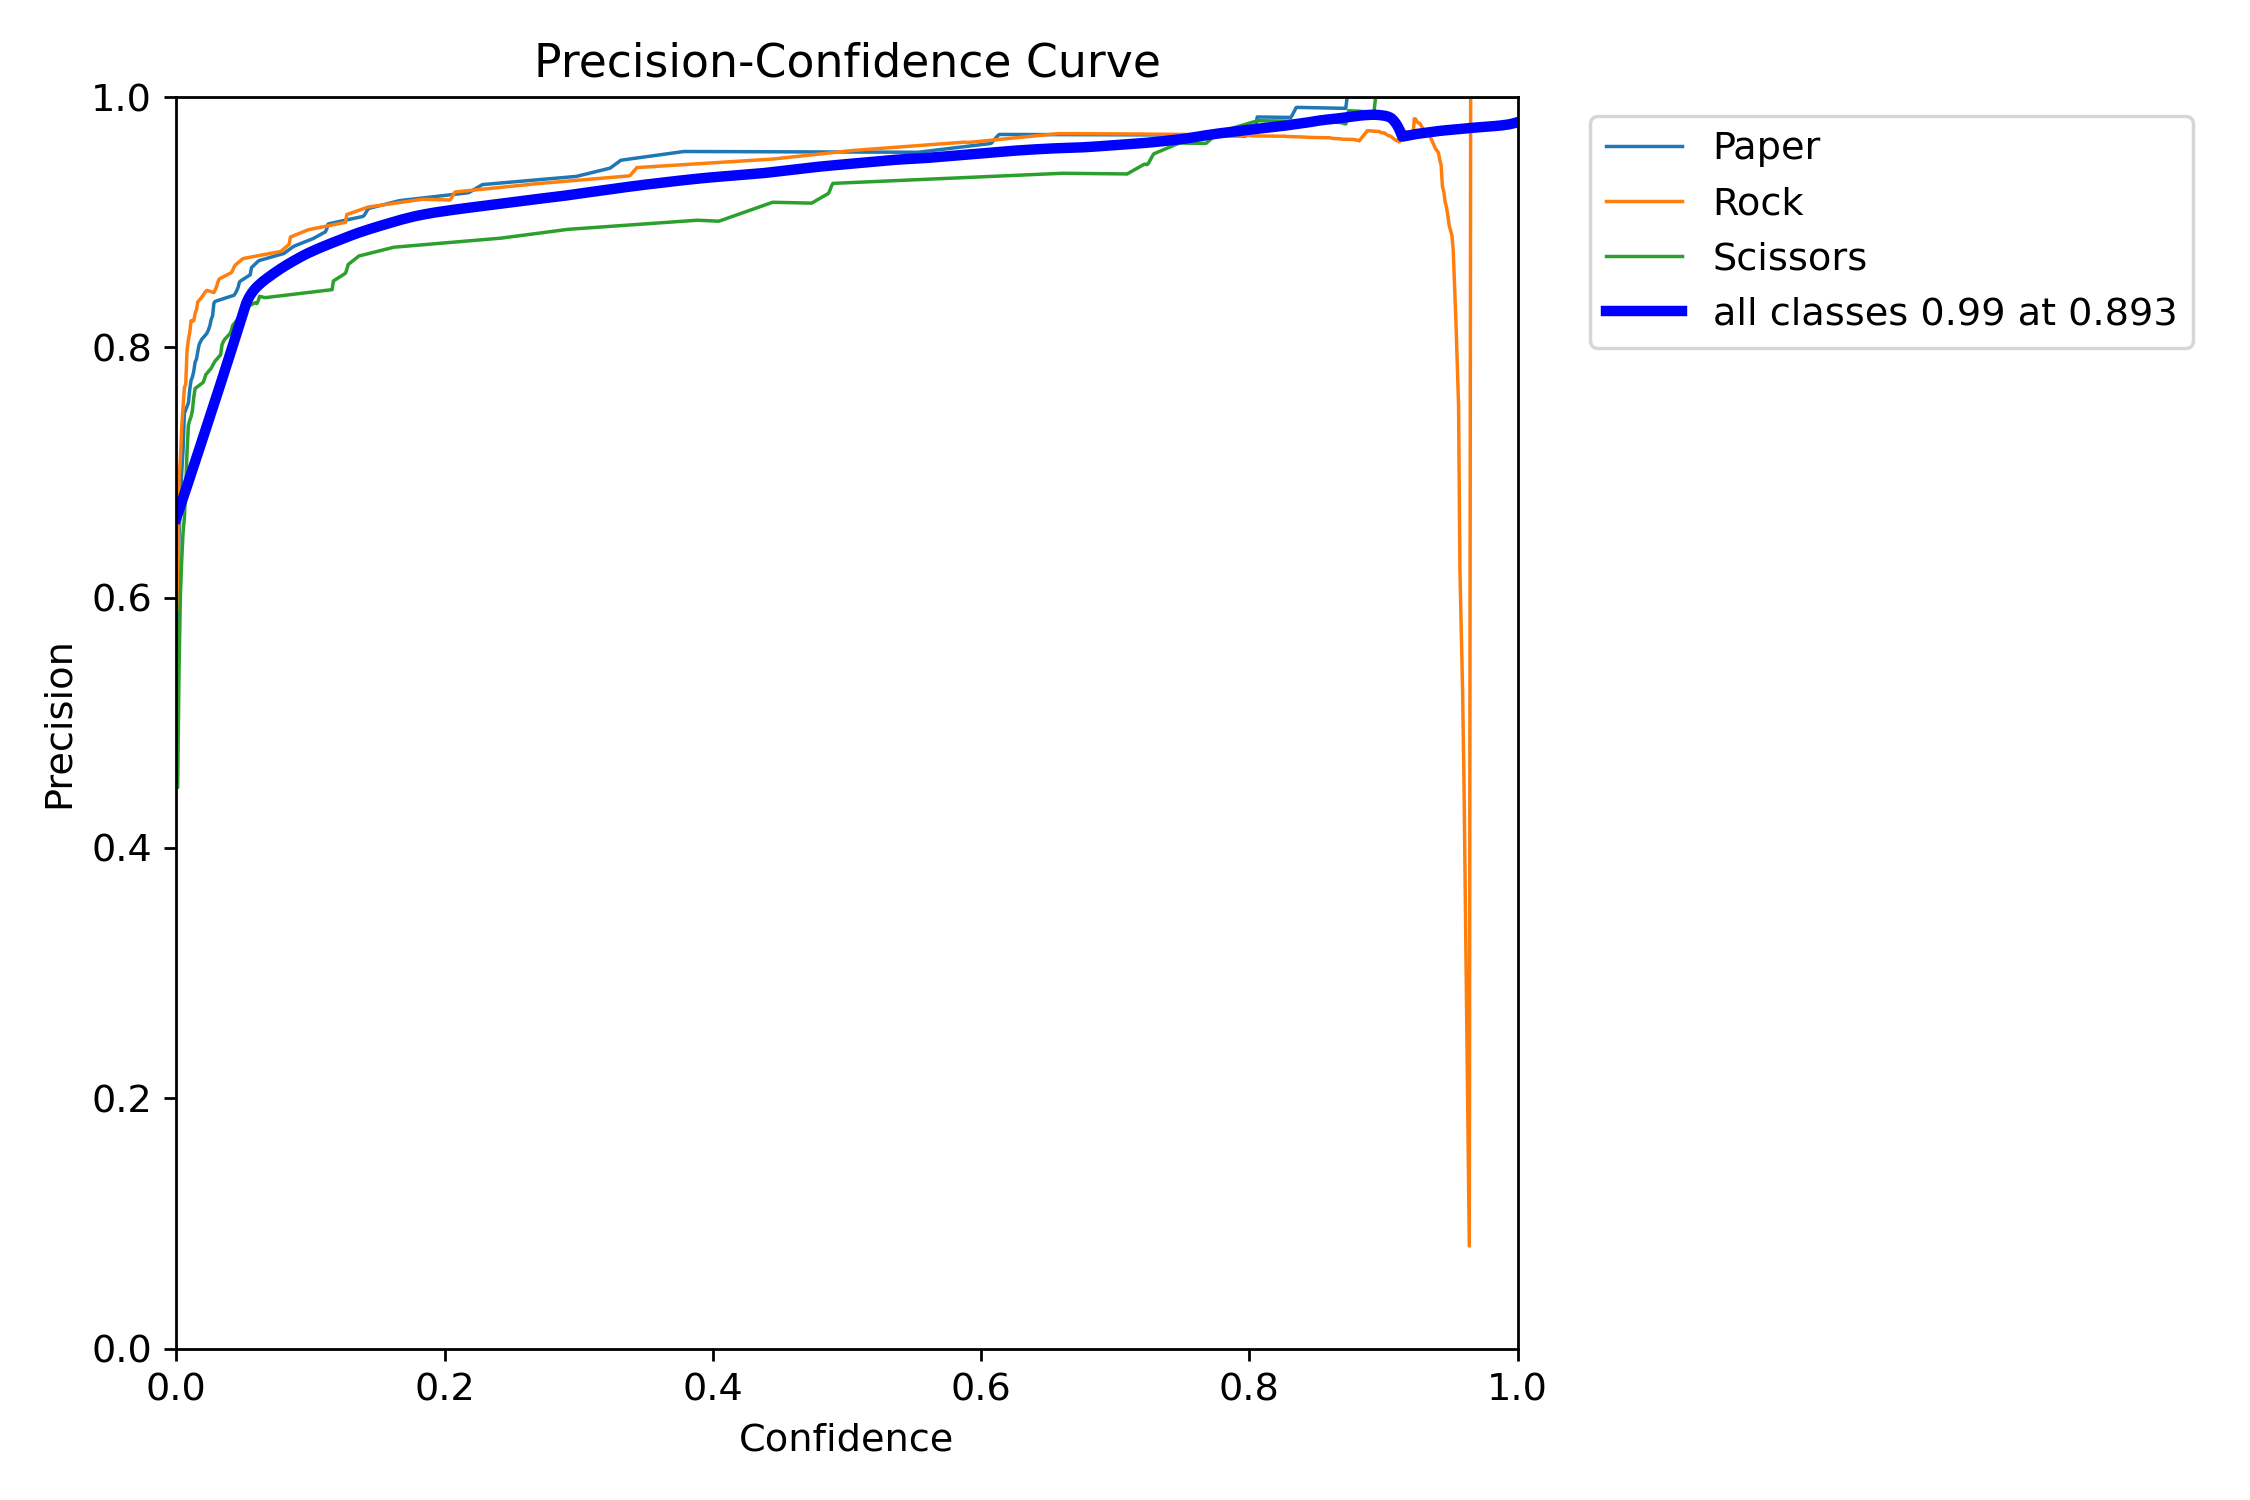 Precision-Confidence Curve
1.0
0.8
0.6
0.4
0.2
0.0
Precision
0.0 0.2 0.4 0.6 0.8 1.0
Confidence
Paper
Rock
Scissors
all classes 0.99 at 0.893